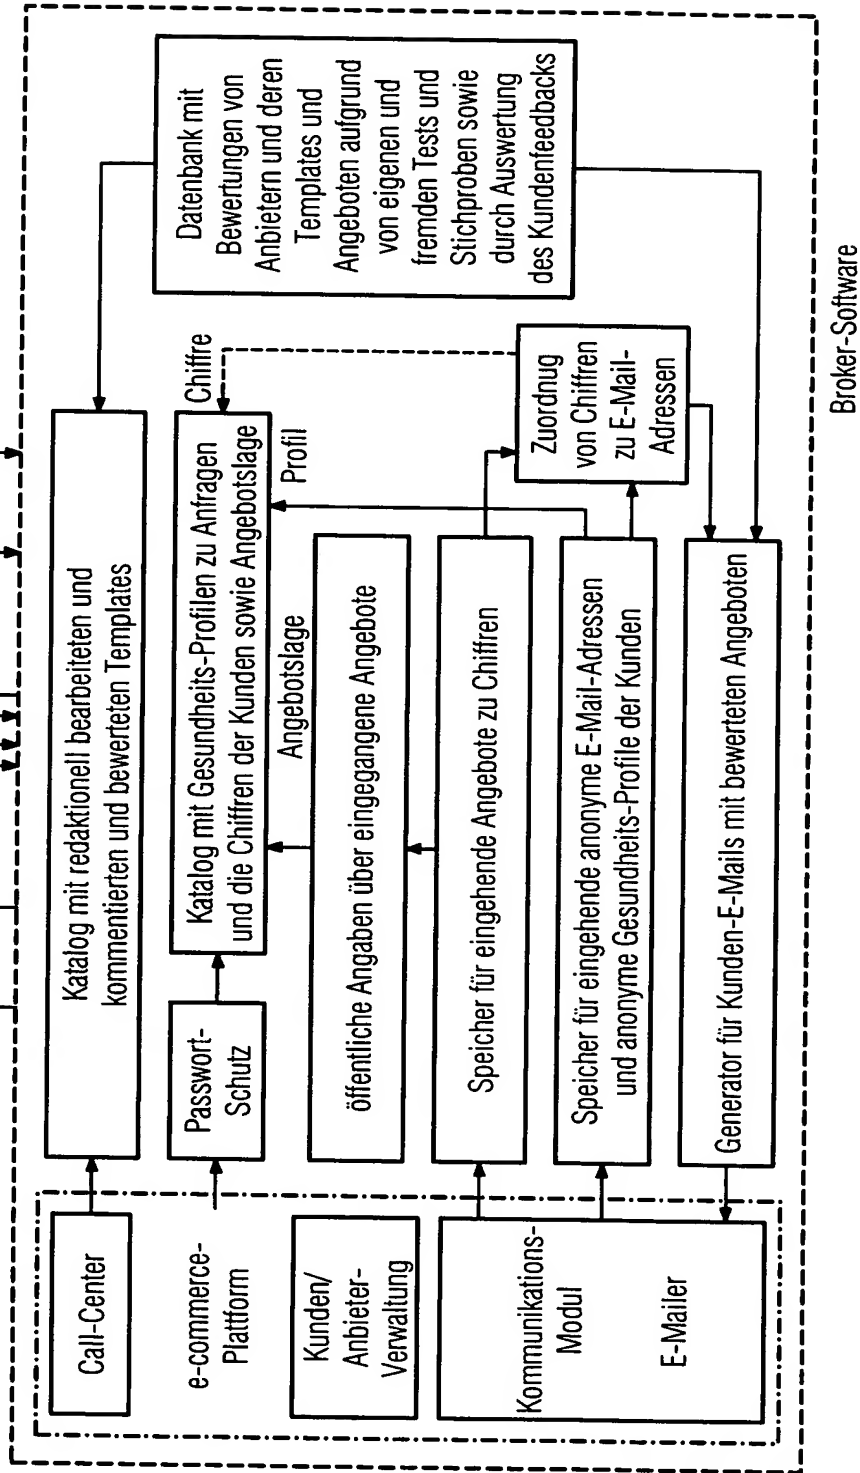 Call-Center
e-commerce-
Plattform
Kunden/
Anbieter-
Verwaltung
Kommunikations-
Modul
E-Mailer
Katalog mit redaktionell bearbeiteten und
kommentierten und bewerteten Templates
Passwort-
Schutz
Katalog mit Gesundheits-Profilen zu Anfragen
und die Chiffren der Kunden sowie Angebotslage
Chiffre
Angebotslage
Profil
öffentliche Angaben über eingegangene Angebote
Speicher für eingehende Angebote zu Chiffren
Speicher für eingehende anonyme E-Mail-Adressen
und anonyme Gesundheits-Profile der Kunden
Generator für Kunden-E-Mails mit bewerteten Angeboten
Zuordnug
von Chiffren
zu E-Mail-
Adressen
Datenbank mit
Bewertungen von
Anbietern und deren
Templates und
Angeboten aufgrund
von eigenen und
fremden Tests und
Stichproben sowie
durch Auswertung
des Kundenfeedbacks
Broker-Software